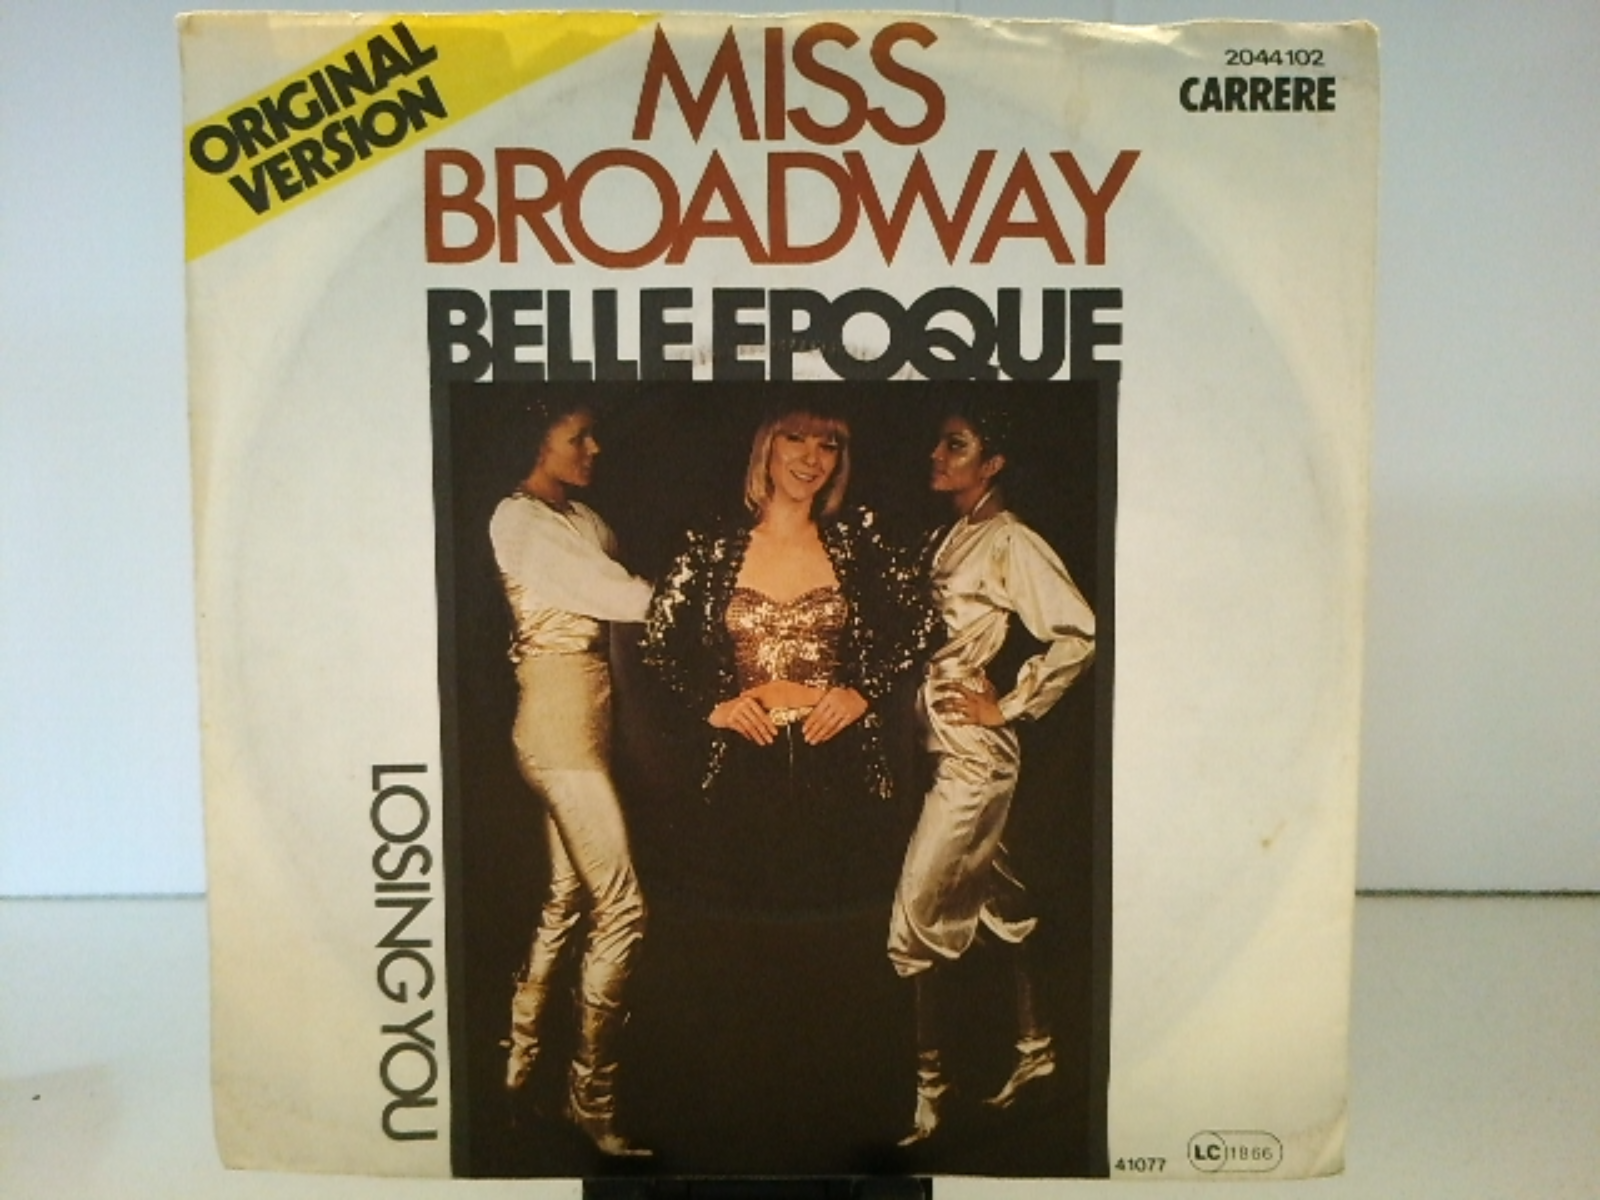 ORIGINAL
VERSION
MISS
BROADWAY
BELLE EPOQUE
2044102
CARRERE
LOSING YOU
41077
LC 1866